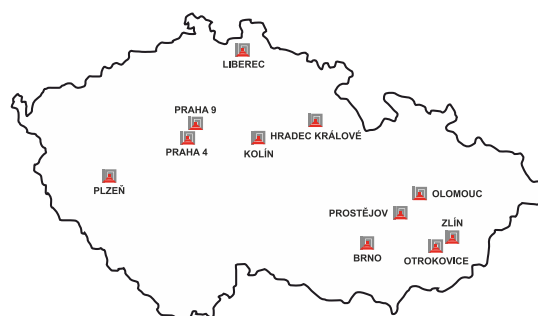 LIBEREC
PRAHA 9
HRADEC KRÁLOVÉ
PRAHA 4
KOLÍN
PLZEŇ
OLOMOUC
PROSTĚJOV
ZLÍN
BRNO
OTROKOVICE